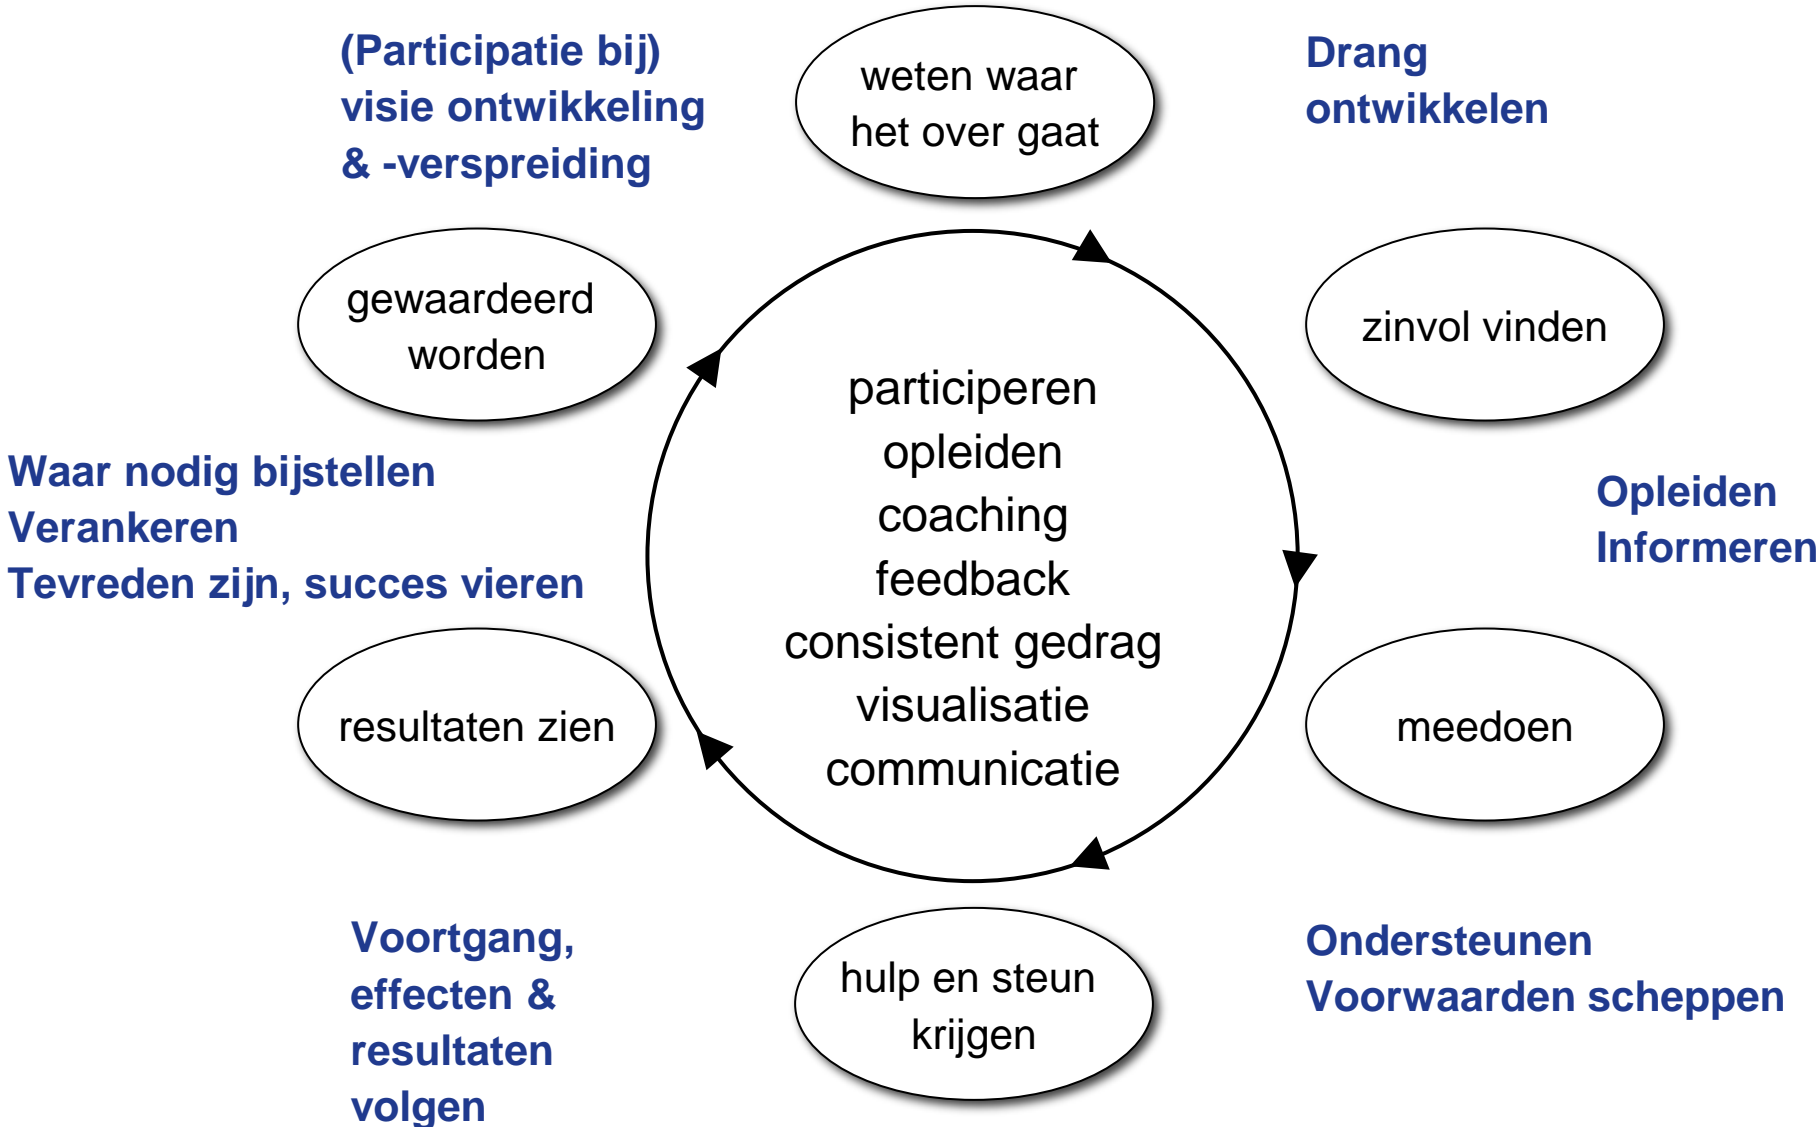 (Participatie bij)
visie ontwikkeling
& -verspreiding
weten waar
het over gaat
Drang
ontwikkelen
gewaardeerd
worden
zinvol vinden
participeren
opleiden
coaching
feedback
consistent gedrag
visualisatie
communicatie
Waar nodig bijstellen
Verankeren
Tevreden zijn, succes vieren
Opleiden
Informeren
resultaten zien
meedoen
Voortgang,
effecten &
resultaten
volgen
hulp en steun
krijgen
Ondersteunen
Voorwaarden scheppen